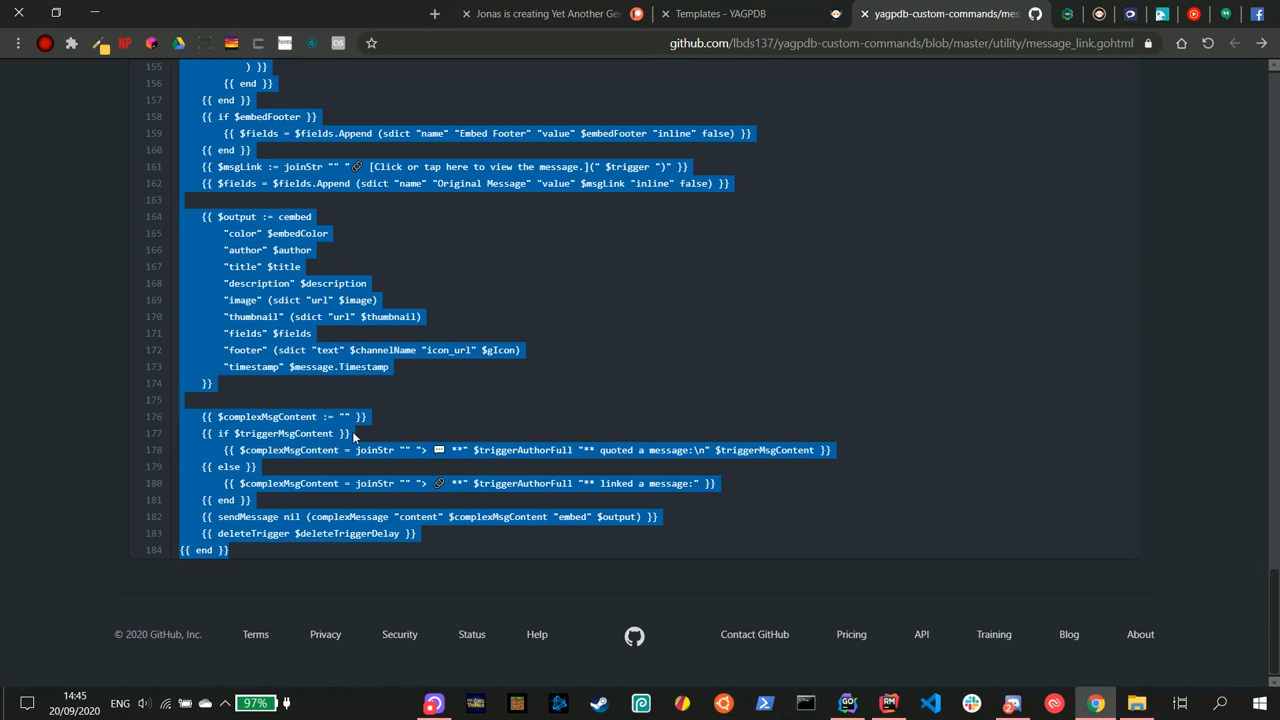 Jonas is creating Yet Another Ger
Templates - YAGPDB
yagpdb-custom-commands/mes
NP
fonts
OS
github.com/lbds137/yagpdb-custom-commands/blob/master/utility/message_link.gohtml
155 ) }}
156 {{ end }}
157 {{ end }}
158 {{ if $embedFooter }}
159 {{ $fields = $fields.Append (sdict "name" "Embed Footer" "value" $embedFooter "inline" false) }}
160 {{ end }}
161 {{ $msgLink := joinStr "" "🔗 [Click or tap here to view the message.](" $trigger ")" }}
162 {{ $fields = $fields.Append (sdict "name" "Original Message" "value" $msgLink "inline" false) }}
163
164 {{ $output := cembed
165 "color" $embedColor
166 "author" $author
167 "title" $title
168 "description" $description
169 "image" (sdict "url" $image)
170 "thumbnail" (sdict "url" $thumbnail)
171 "fields" $fields
172 "footer" (sdict "text" $channelName "icon_url" $gIcon)
173 "timestamp" $message.Timestamp
174 }}
175
176 {{ $complexMsgContent := "" }}
177 {{ if $triggerMsgContent }}
178 {{ $complexMsgContent = joinStr "" "> 💬 **" $triggerAuthorFull "** quoted a message:\n" $triggerMsgContent }}
179 {{ else }}
180 {{ $complexMsgContent = joinStr "" "> 🔗 **" $triggerAuthorFull "** linked a message:" }}
181 {{ end }}
182 {{ sendMessage nil (complexMessage "content" $complexMsgContent "embed" $output) }}
183 {{ deleteTrigger $deleteTriggerDelay }}
184 {{ end }}
© 2020 GitHub, Inc. Terms Privacy Security Status Help Contact GitHub Pricing API Training Blog About
14:45
20/09/2020
ENG
97%